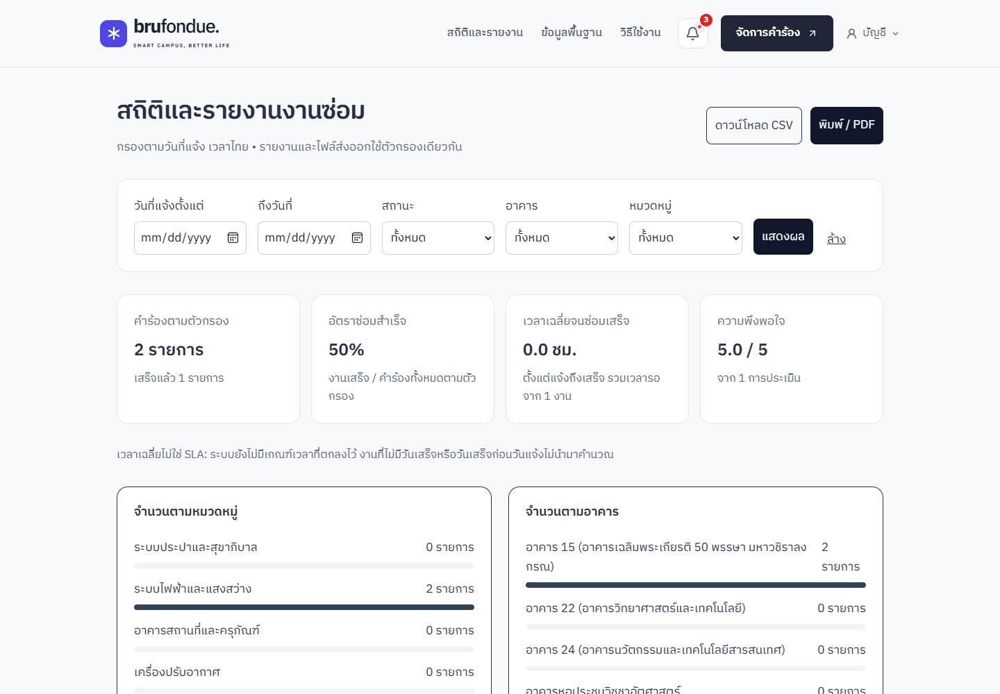 brufondue.
SMART CAMPUS, BETTER LIFE
สถิติและรายงาน
ข้อมูลพื้นฐาน
วิธีใช้งาน
3
จัดการคำร้อง
บัญชี
สถิติและรายงานงานซ่อม
กรองตามวันที่แจ้ง เวลาไทย • รายงานและไฟล์ส่งออกใช้ตัวกรองเดียวกัน
ดาวน์โหลด CSV
พิมพ์ / PDF
วันที่แจ้งตั้งแต่
ถึงวันที่
สถานะ
อาคาร
หมวดหมู่
mm/dd/yyyy
mm/dd/yyyy
ทั้งหมด
ทั้งหมด
ทั้งหมด
แสดงผล
ล้าง
คำร้องตามตัวกรอง
2 รายการ
เสร็จแล้ว 1 รายการ
อัตราซ่อมสำเร็จ
50%
งานเสร็จ / คำร้องทั้งหมดตามตัว
กรอง
เวลาเฉลี่ยจนซ่อมเสร็จ
0.0 ชม.
ตั้งแต่แจ้งถึงเสร็จ รวมเวลารอ
จาก 1 งาน
ความพึงพอใจ
5.0 / 5
จาก 1 การประเมิน
เวลาเฉลี่ยไม่ใช่ SLA: ระบบยังไม่มีเกณฑ์เวลาที่ตกลงไว้ งานที่ไม่มีวันเสร็จหรือวันเสร็จก่อนวันแจ้งไม่นำมาคำนวณ
จำนวนตามหมวดหมู่
ระบบประปาและสุขาภิบาล 0 รายการ
ระบบไฟฟ้าและแสงสว่าง 2 รายการ
อาคารสถานที่และครุภัณฑ์ 0 รายการ
เครื่องปรับอากาศ 0 รายการ
จำนวนตามอาคาร
อาคาร 15 (อาคารเฉลิมพระเกียรติ 50 พรรษา มหาวชิราลง 2
กรณ) รายการ
อาคาร 22 (อาคารวิทยาศาสตร์และเทคโนโลยี) 0 รายการ
อาคาร 24 (อาคารนวัตกรรมและเทคโนโลยีสารสนเทศ) 0 รายการ
อาคารหอประชุมวิชชาอัตศาสตร์ 0 รายการ